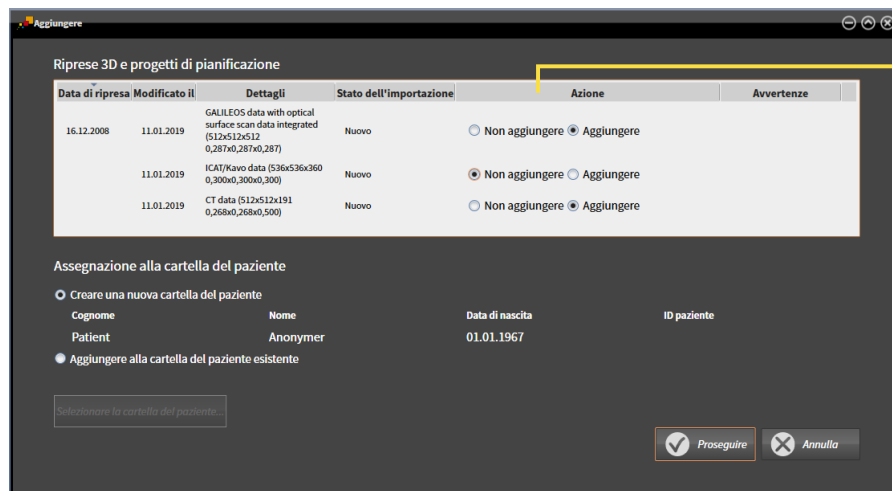 Aggiungere
Riprese 3D e progetti di pianificazione
Data di ripresa Modificato il Dettagli Stato dell'importazione Azione Avvertenze
GALILEOS data with optical
surface scan data integrated
16.12.2008 11.01.2019 (512x512x512 Nuovo Non aggiungere Aggiungere
0,287x0,287x0,287)
ICAT/Kavo data (536x536x360
11.01.2019 0,300x0,300x0,300) Nuovo Non aggiungere Aggiungere
CT data (512x512x191
11.01.2019 0,268x0,268x0,500) Nuovo Non aggiungere Aggiungere
Assegnazione alla cartella del paziente
Creare una nuova cartella del paziente
Cognome Nome Data di nascita ID paziente
Patient Anonymer 01.01.1967
Aggiungere alla cartella del paziente esistente
Selezionare la cartella del paziente...
Proseguire Annulla